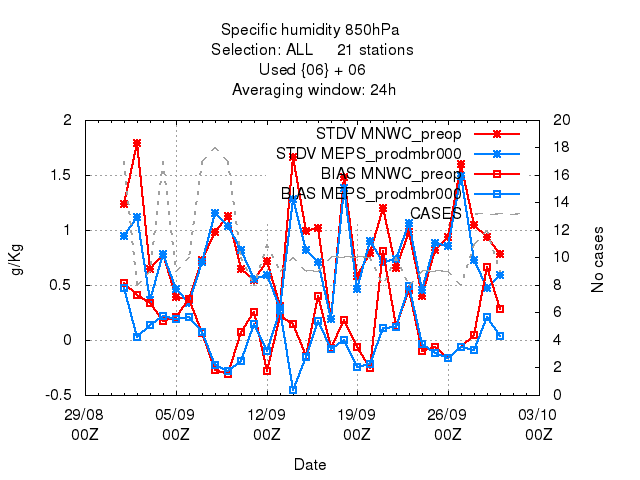 Specific humidity 850hPa
Selection: ALL 21 stations
Used {06} + 06
Averaging window: 24h
2 20
STDV MNWC_preop 18
STDV MEPS_prodmbr000
1.5 16
BIAS MNWC_preop
BIAS MEPS_prodmbr000 14
CASES
1 12
10
0.5 8
6
0 4
2
-0.5 0
g/Kg
No cases
29/08 05/09 12/09 19/09 26/09 03/10
00Z 00Z 00Z 00Z 00Z 00Z
Date